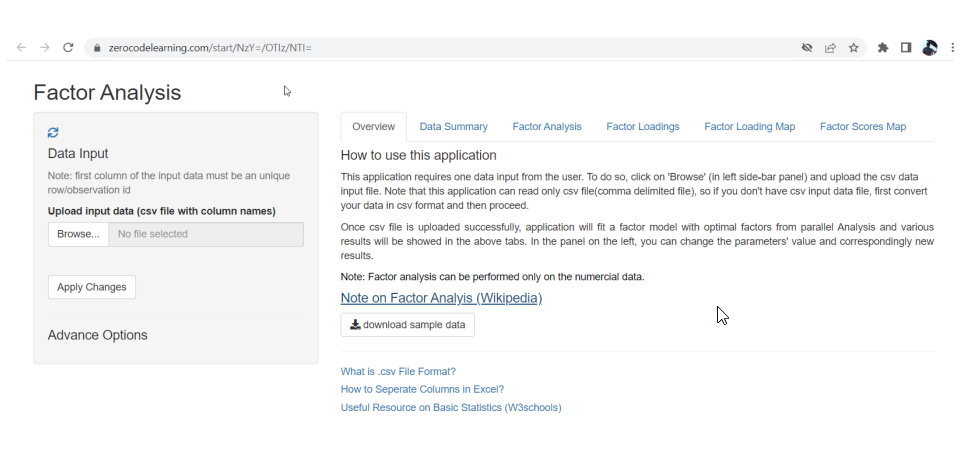 zerocodelearning.com/start/NzY=/OTIz/NTI=
Factor Analysis
Data Input
Note: first column of the input data must be an unique
row/observation id
Upload input data (csv file with column names)
Browse... No file selected
Apply Changes
Advance Options
Overview Data Summary Factor Analysis Factor Loadings Factor Loading Map Factor Scores Map
How to use this application
This application requires one data input from the user. To do so, click on 'Browse' (in left side-bar panel) and upload the csv data
input file. Note that this application can read only csv file(comma delimited file), so if you don't have csv input data file, first convert
your data in csv format and then proceed.
Once csv file is uploaded successfully, application will fit a factor model with optimal factors from parallel Analysis and various
results will be showed in the above tabs. In the panel on the left, you can change the parameters' value and correspondingly new
results.
Note: Factor analysis can be performed only on the numercial data.
Note on Factor Analyis (Wikipedia)
download sample data
What is .csv File Format?
How to Seperate Columns in Excel?
Useful Resource on Basic Statistics (W3schools)